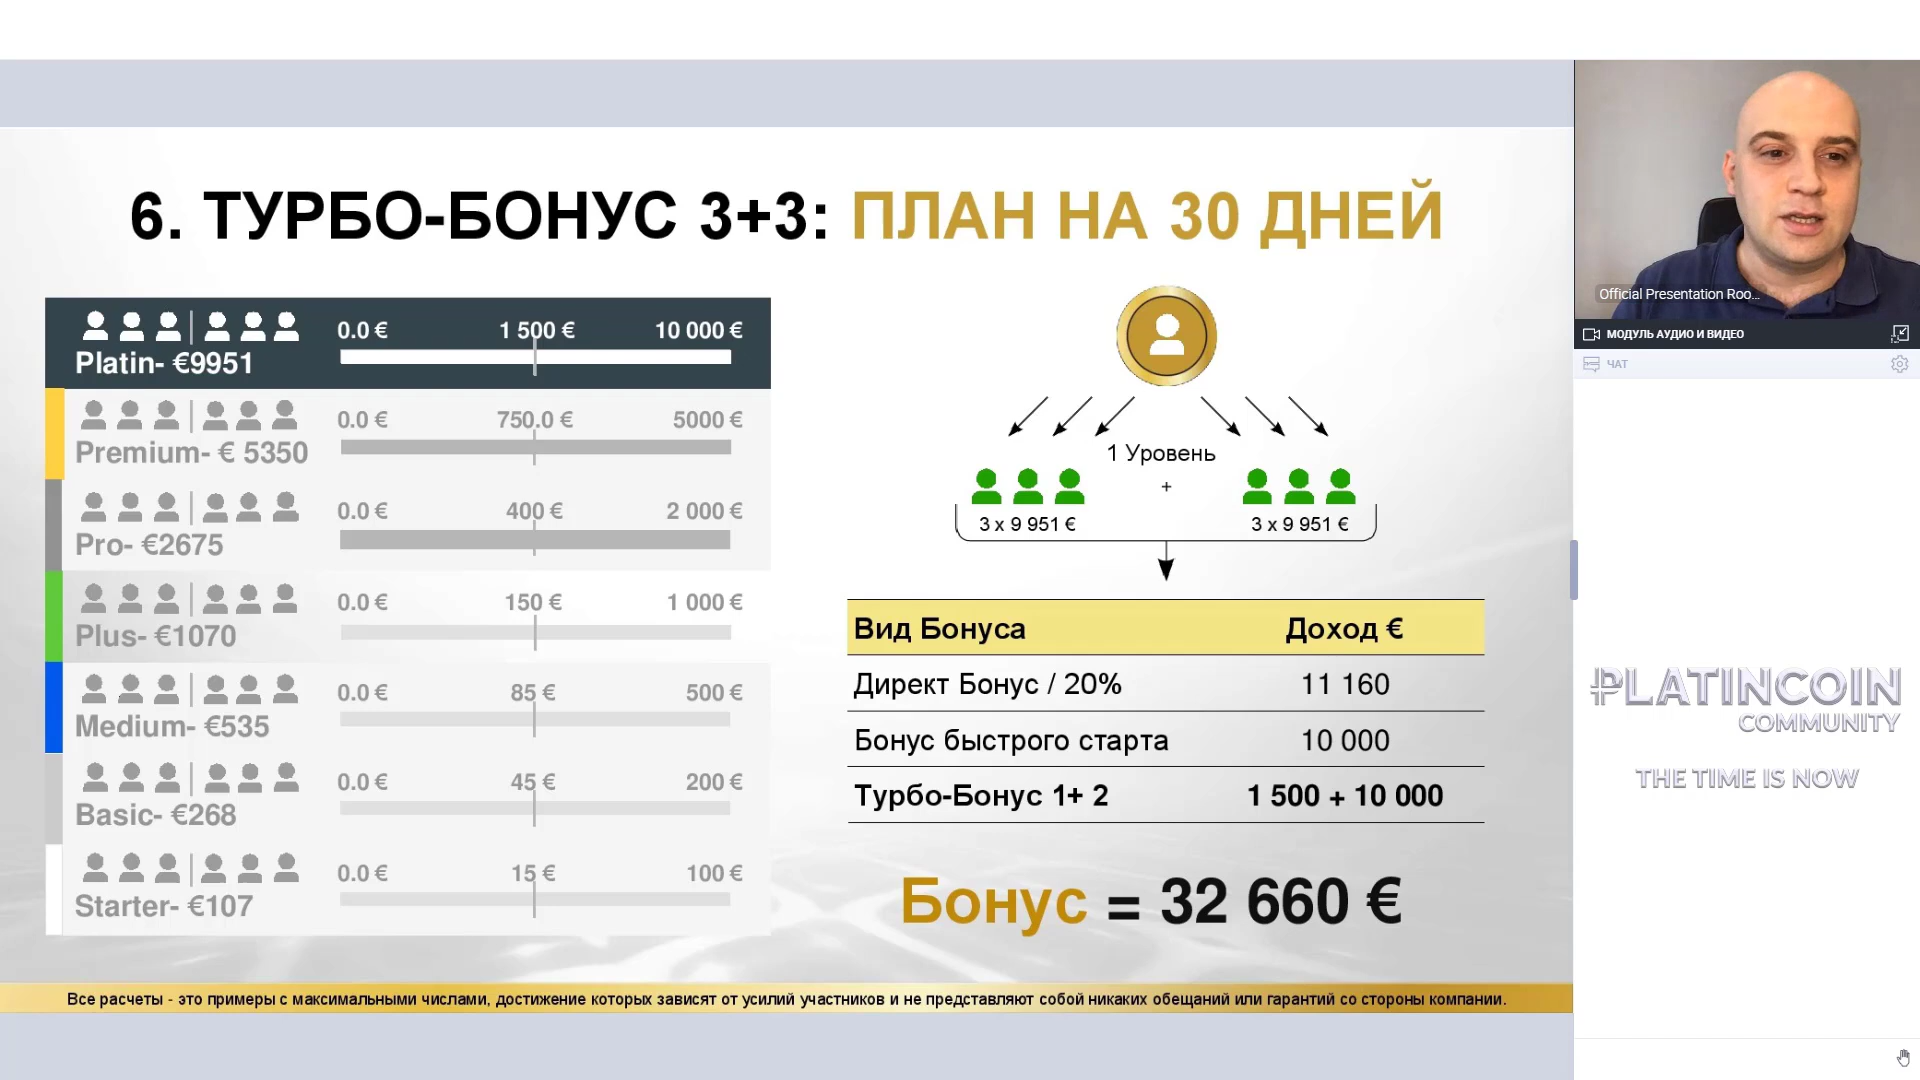 6. ТУРБО-БОНУС 3+3: ПЛАН НА 30 ДНЕЙ
0.0 € 1 500 € 10 000 €
Platin- €9951
0.0 € 750.0 € 5000 €
Premium- € 5350
0.0 € 400 € 2 000 €
Pro- €2675
0.0 € 150 € 1 000 €
Plus- €1070
0.0 € 85 € 500 €
Medium- €535
0.0 € 45 € 200 €
Basic- €268
0.0 € 15 € 100 €
Starter- €107
1 Уровень
+
3 x 9 951 € 3 x 9 951 €
Вид Бонуса Доход €
Директ Бонус / 20% 11 160
Бонус быстрого старта 10 000
Турбо-Бонус 1+ 2 1 500 + 10 000
Бонус = 32 660 €
Все расчеты - это примеры с максимальными числами, достижение которых зависят от усилий участников и не представляют собой никаких обещаний или гарантий со стороны компании.
Official Presentation Roo...
МОДУЛЬ АУДИО И ВИДЕО
ЧАТ
PLATINCOIN
COMMUNITY
THE TIME IS NOW